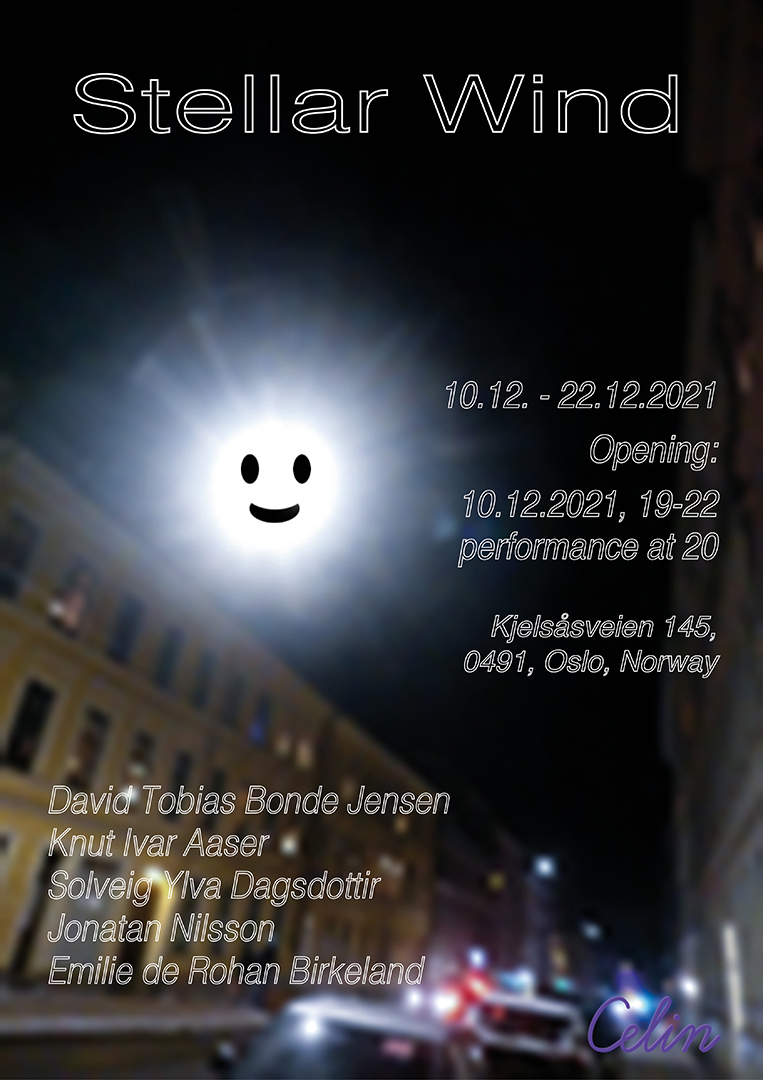 Stellar Wind
10.12. - 22.12.2021
Opening:
10.12.2021, 19-22
performance at 20
Kjelsåsveien 145,
0491, Oslo, Norway
David Tobias Bonde Jensen
Knut Ivar Aaser
Solveig Ylva Dagsdottir
Jonatan Nilsson
Emilie de Rohan Birkeland
Celin